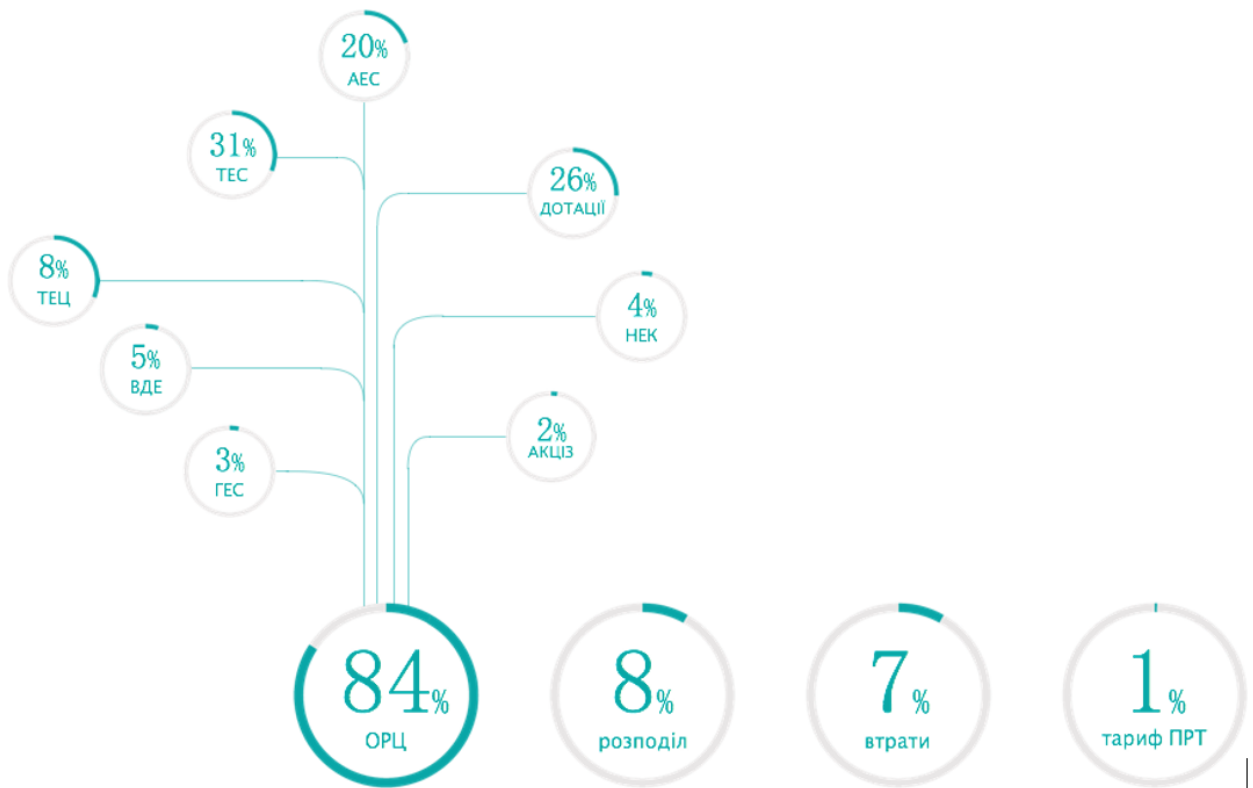 20%
АЕС
31%
ТЕС
26%
ДОТАЦІЇ
8%
ТЕЦ
4%
НЕК
5%
ВДЕ
2%
АКЦІЗ
3%
ГЕС
84%
ОРЦ
8%
розподіл
7%
втрати
1%
тариф ПРТ